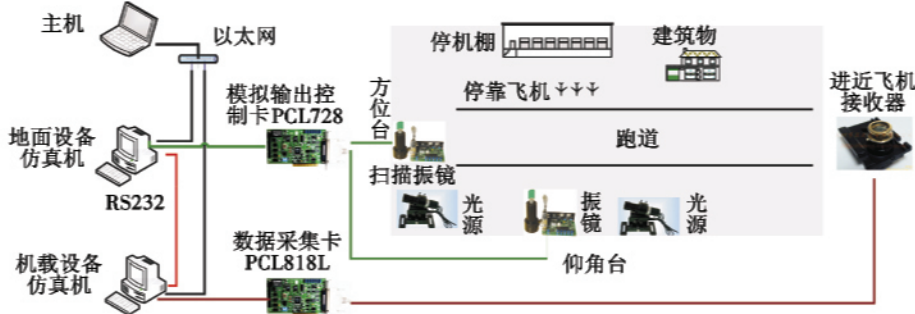 主机
以太网
地面设备
仿真机
RS232
机载设备
仿真机
模拟输出控
制卡PCL728
数据采集卡
PCL818L
方位台
扫描振镜
停机棚
建筑物
停靠飞机
跑道
光源
振镜
光源
仰角台
进近飞机
接收器